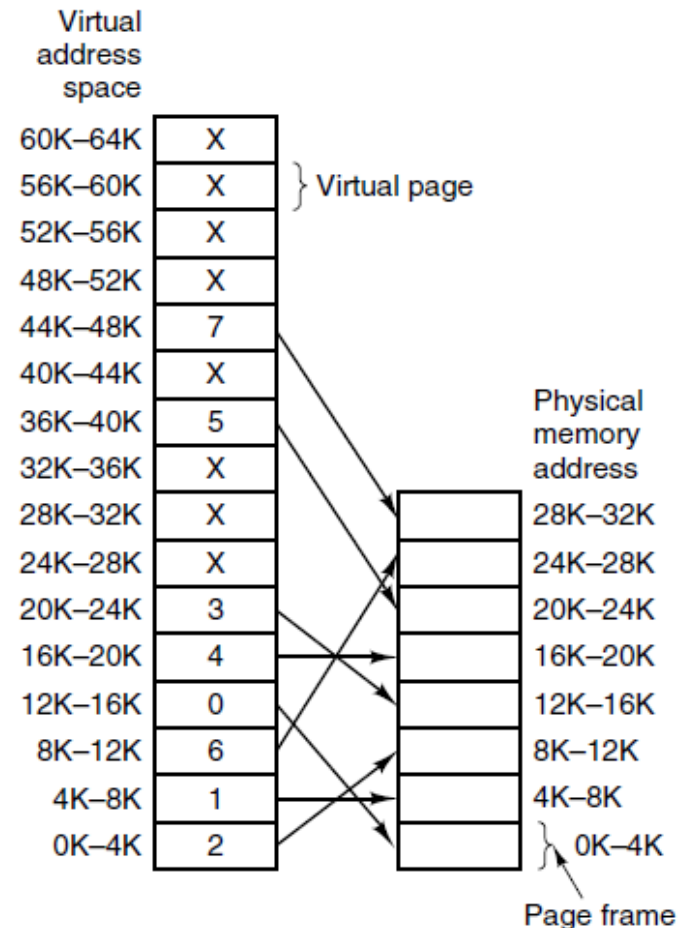 Virtual
address
space
60K–64K X
56K–60K X Virtual page
52K–56K X
48K–52K X
44K–48K 7
40K–44K X
36K–40K 5
Physical
memory
address
32K–36K X
28K–32K X 28K–32K
24K–28K X 24K–28K
20K–24K 3 20K–24K
16K–20K 4 16K–20K
12K–16K 0 12K–16K
8K–12K 6 8K–12K
4K–8K 1 4K–8K
0K–4K 2 0K–4K
Page frame